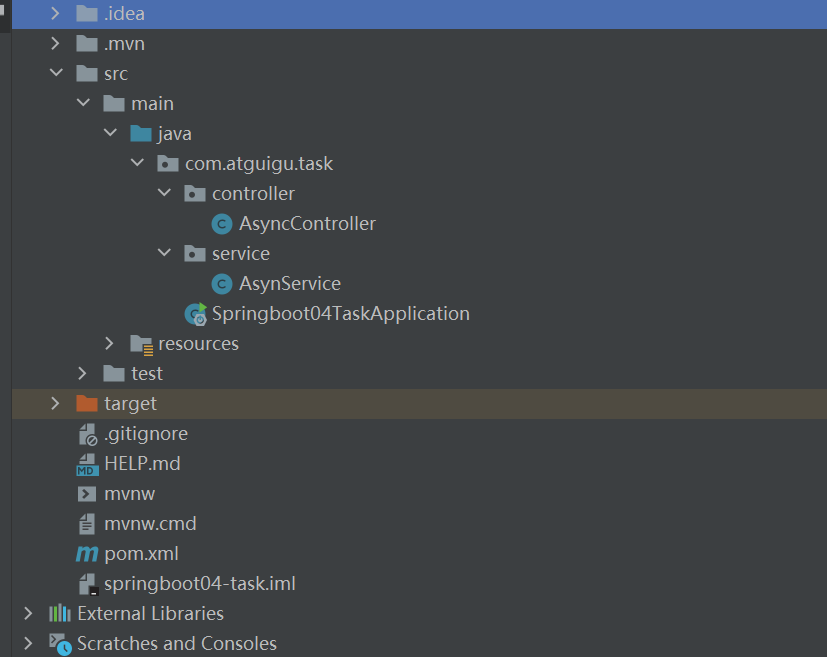 .idea
.mvn
src
main
java
com.atguigu.task
controller
C AsyncController
service
C AsynService
Springboot04TaskApplication
resources
test
target
.gitignore
MD HELP.md
mvnw
mvnw.cmd
m pom.xml
springboot04-task.iml
External Libraries
Scratches and Consoles